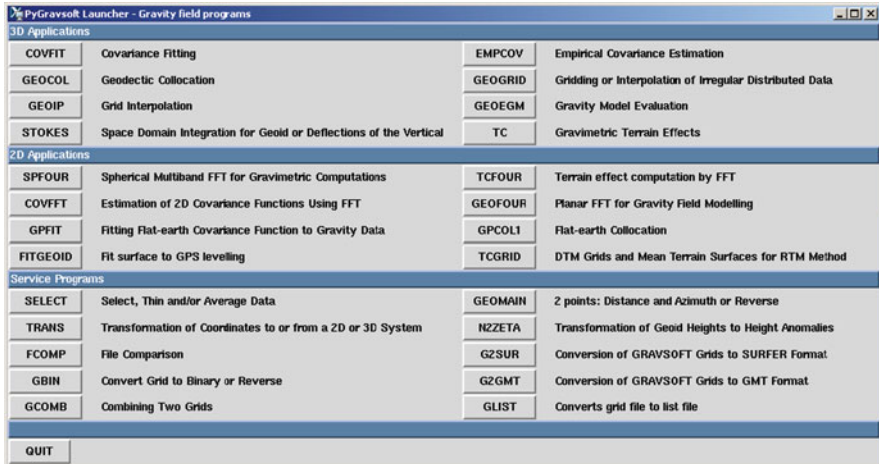 PyGravsoft Launcher - Gravity field programs
3D Applications
COVFIT Covariance Fitting EMPCOV Empirical Covariance Estimation
GEOCOL Geodectic Collocation GEOGRID Gridding or Interpolation of Irregular Distributed Data
GEOIP Grid Interpolation GEOEGM Gravity Model Evaluation
STOKES Space Domain Integration for Geoid or Deflections of the Vertical TC Gravimetric Terrain Effects
2D Applications
SPFOUR Spherical Multiband FFT for Gravimetric Computations TCFOUR Terrain effect computation by FFT
COVFFT Estimation of 2D Covariance Functions Using FFT GEOFOUR Planar FFT for Gravity Field Modelling
GPFIT Fitting Flat-earth Covariance Function to Gravity Data GPCOL1 Flat-earth Collocation
FITGEOID Fit surface to GPS levelling TCGRID DTM Grids and Mean Terrain Surfaces for RTM Method
Service Programs
SELECT Select, Thin and/or Average Data GEOMAIN 2 points: Distance and Azimuth or Reverse
TRANS Transformation of Coordinates to or from a 2D or 3D System N2ZETA Transformation of Geoid Heights to Height Anomalies
FCOMP File Comparison G2SUR Conversion of GRAVSOFT Grids to SURFER Format
GBIN Convert Grid to Binary or Reverse G2GMT Conversion of GRAVSOFT Grids to GMT Format
GCOMB Combining Two Grids GLIST Converts grid file to list file
QUIT